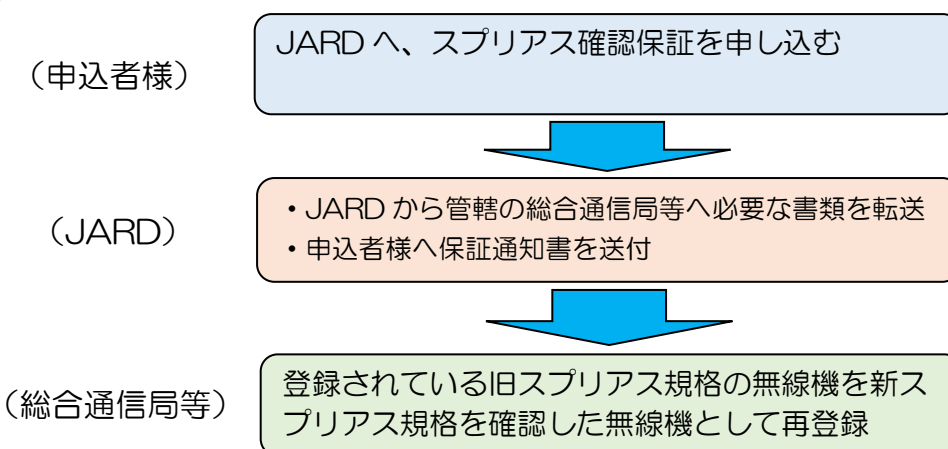 JARD へ、スプリアス確認保証を申し込む
（申込者様）
・JARD から管轄の総合通信局等へ必要な書類を転送
（JARD）
・申込者様へ保証通知書を送付
登録されている旧スプリアス規格の無線機を新ス
（総合通信局等）
プリアス規格を確認した無線機として再登録